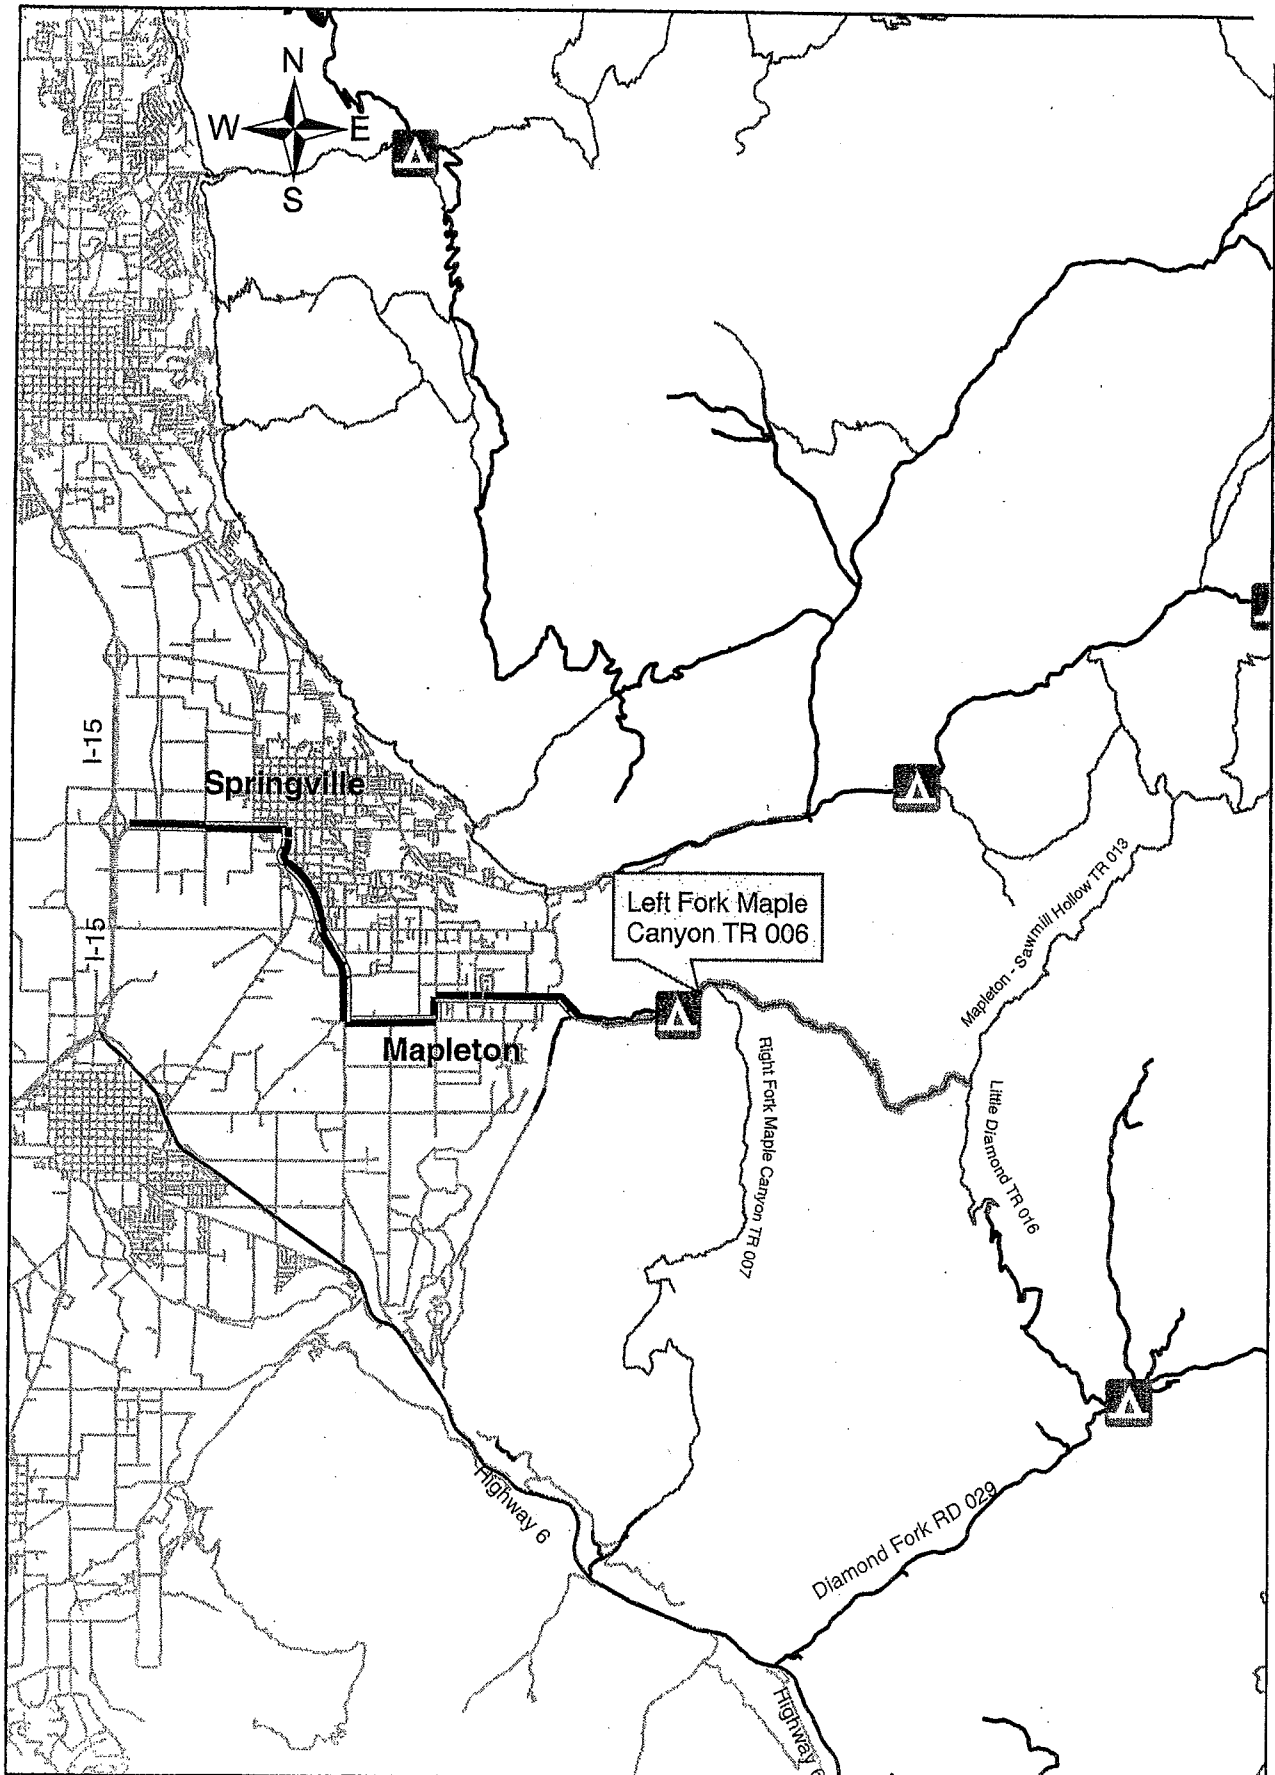 N
W
E
S
I-15
Springville
I-15
Left Fork Maple
Canyon TR 006
Mapleton - Sawmill Hollow TR 013
Mapleton
Right Fork Maple Canyon TR 007
Little Diamond TR 016
Highway 6
Diamond Fork RD 029
Highway 6